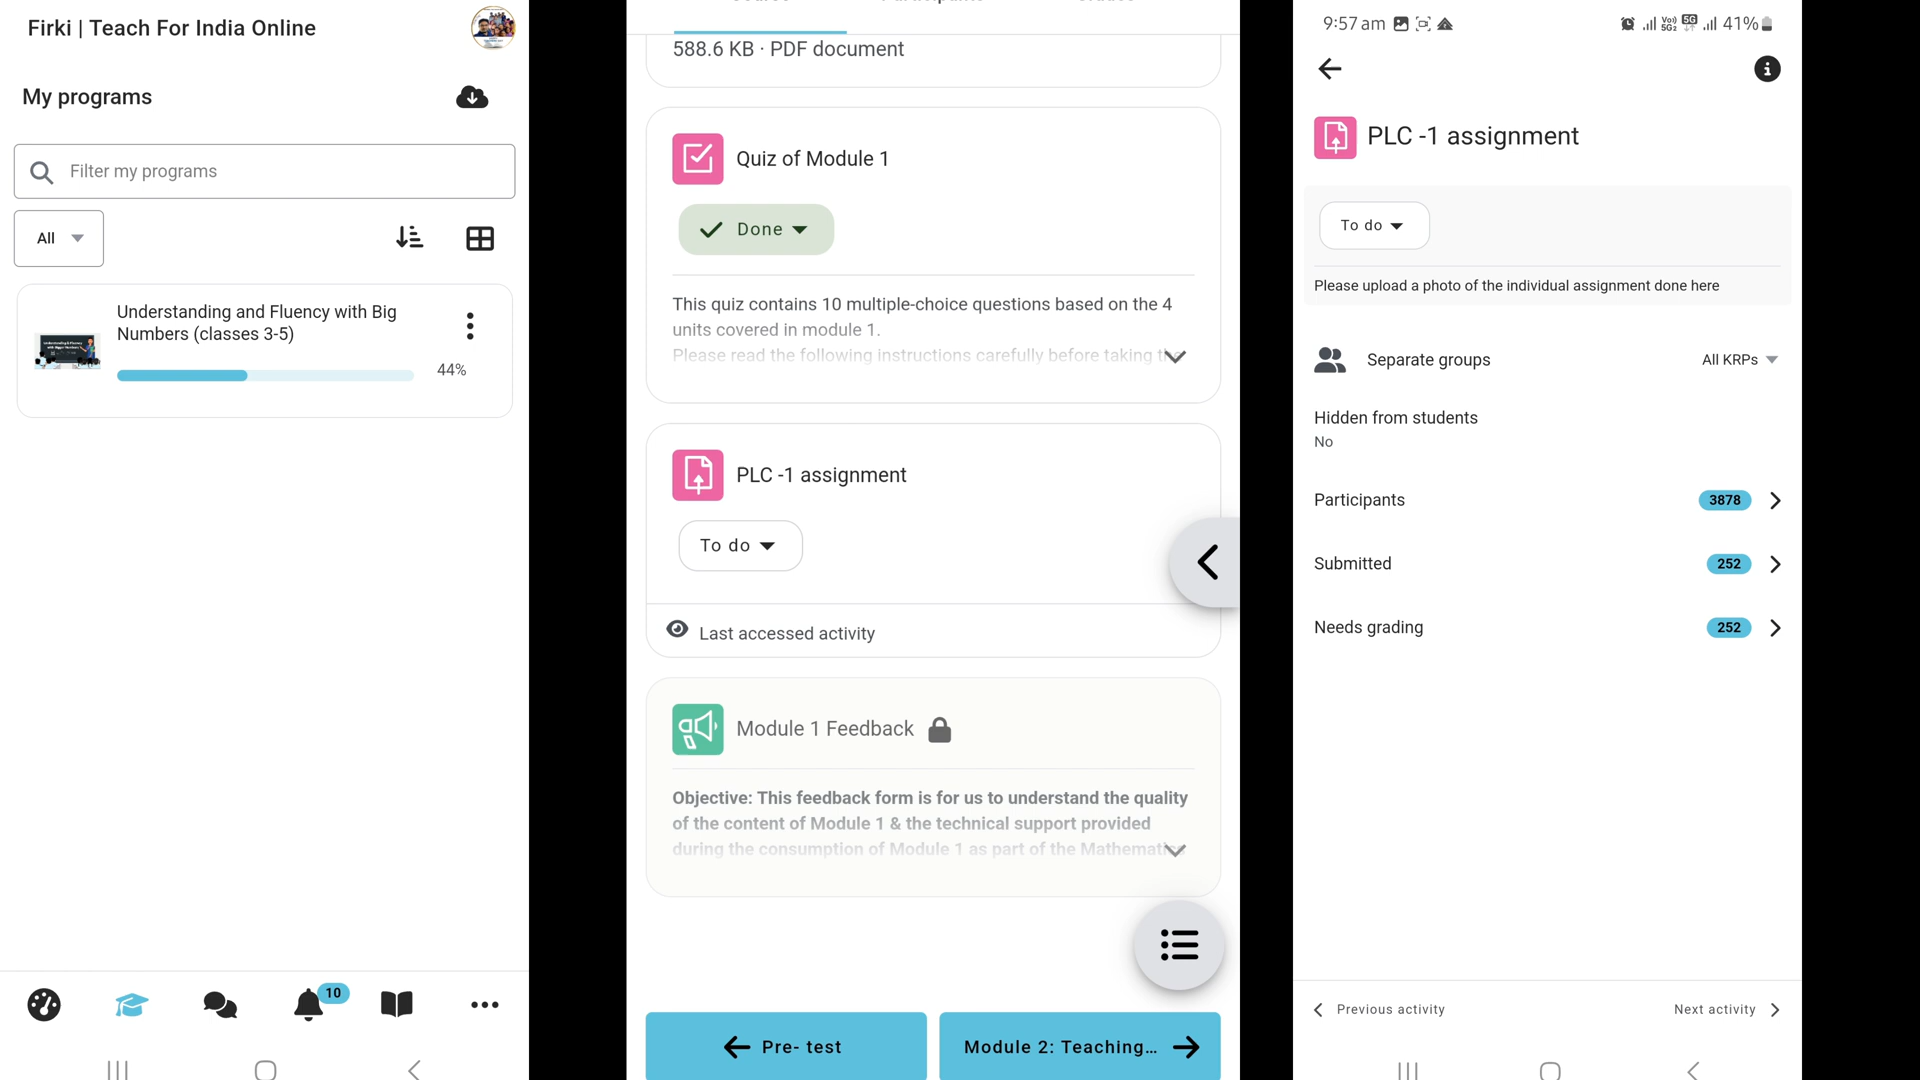 Firki | Teach For India Online
My programs
Filter my programs
All
Understanding and Fluency with Big
Numbers (classes 3-5)
44%
10
588.6 KB · PDF document
Quiz of Module 1
Done
This quiz contains 10 multiple-choice questions based on the 4
units covered in module 1.
Please read the following instructions carefully before taking the
PLC -1 assignment
To do
Last accessed activity
Module 1 Feedback
Objective: This feedback form is for us to understand the quality
of the content of Module 1 & the technical support provided
during the consumption of Module 1 as part of the Mathematics
Pre- test
Module 2: Teaching...
9:57 am
41%
PLC -1 assignment
To do
Please upload a photo of the individual assignment done here
Separate groups
All KRPs
Hidden from students
No
Participants
3878
Submitted
252
Needs grading
252
Previous activity
Next activity